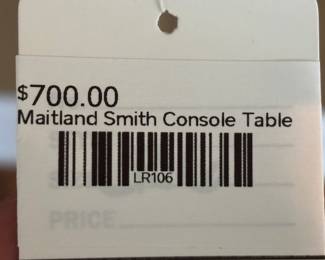 $700.00
Maitland Smith Console Table
LR106
PRICE